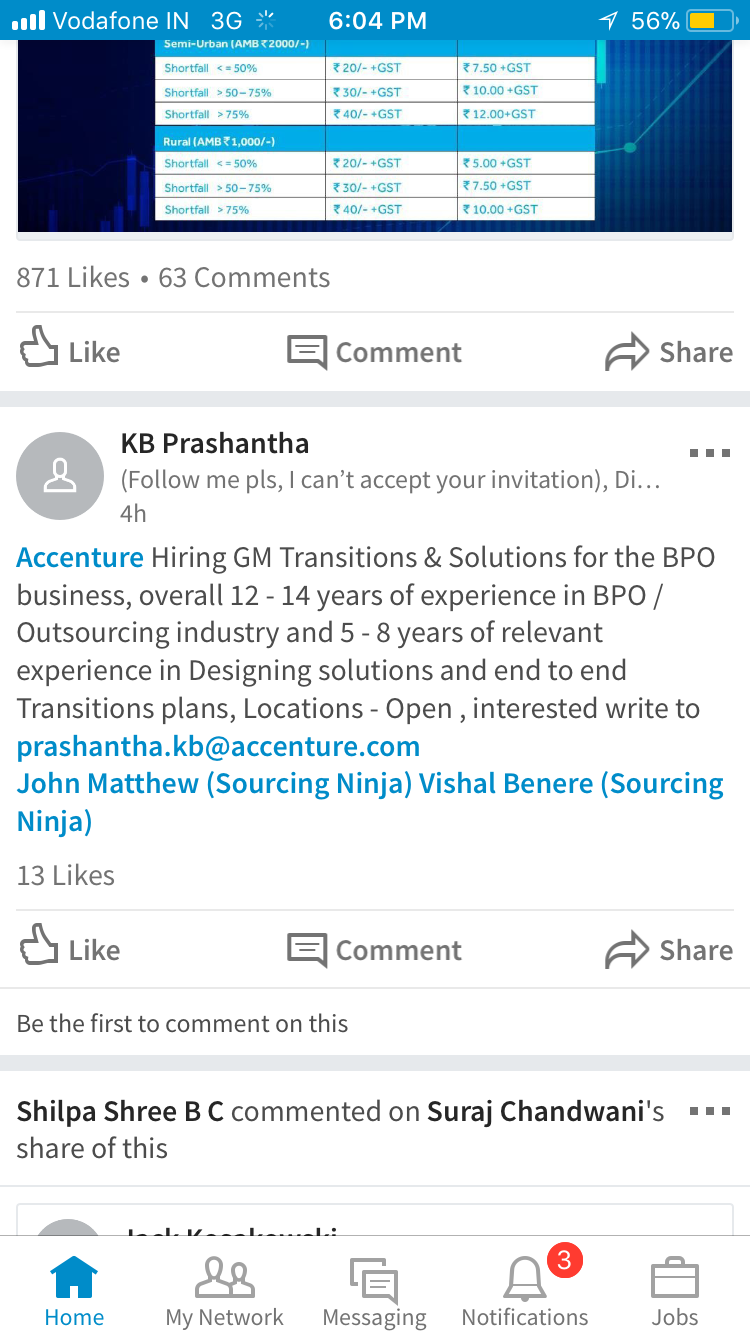 Vodafone IN 3G 6:04 PM 56%
Semi-Urban (AMB ₹2000/-)
Shortfall <=50% ₹20/- +GST ₹7.50 +GST
Shortfall >50–75% ₹30/- +GST ₹10.00 +GST
Shortfall >75% ₹40/- +GST ₹12.00+GST
Rural (AMB ₹1,000/-)
Shortfall <=50% ₹20/- +GST ₹5.00 +GST
Shortfall >50–75% ₹30/- +GST ₹7.50 +GST
Shortfall >75% ₹40/- +GST ₹10.00 +GST
871 Likes • 63 Comments
Like Comment Share
KB Prashantha
(Follow me pls, I can’t accept your invitation), Di…
4h
Accenture Hiring GM Transitions & Solutions for the BPO
business, overall 12 - 14 years of experience in BPO /
Outsourcing industry and 5 - 8 years of relevant
experience in Designing solutions and end to end
Transitions plans, Locations - Open , interested write to
prashantha.kb@accenture.com
John Matthew (Sourcing Ninja) Vishal Benere (Sourcing
Ninja)
13 Likes
Like Comment Share
Be the first to comment on this
Shilpa Shree B C commented on Suraj Chandwani's
share of this
3
Home My Network Messaging Notifications Jobs